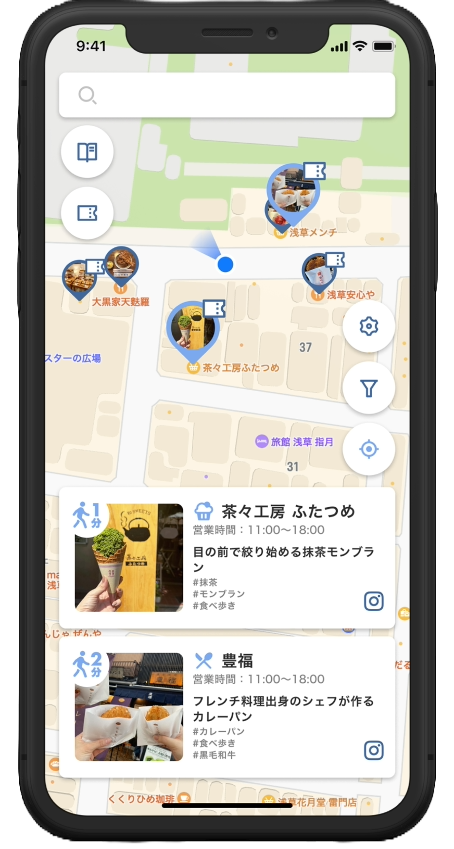 9:41
浅草メンチ
大黒家天麩羅
浅草安心や
37
スターの広場
茶々工房ふたつめ
旅館 浅草 指月
31
1
分
茶々工房 ふたつめ
営業時間：11:00〜18:00
目の前で絞り始める抹茶モンブラ
ン
#抹茶
#モンブラン
#食べ歩き
んじゃ ぜんや
2
分
豊福
営業時間：11:00〜18:00
フレンチ料理出身のシェフが作る
カレーパン
#カレーパン
#食べ歩き
#黒毛和牛
くくりひめ珈琲
浅草花月堂 雷門店